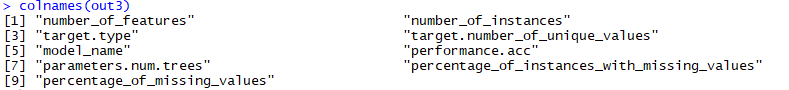 > colnames(out3)
[1] "number_of_features" "number_of_instances"
[3] "target.type" "target.number_of_unique_values"
[5] "model_name" "performance.acc"
[7] "parameters.num.trees" "percentage_of_instances_with_missing_values"
[9] "percentage_of_missing_values"